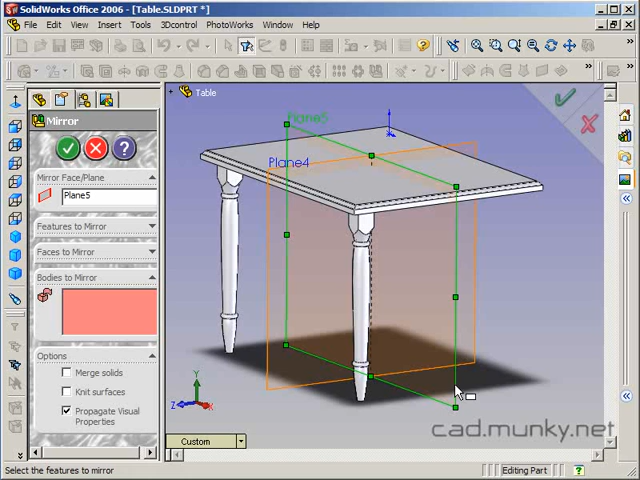 SolidWorks Office 2006 - [Table.SLDPRT *]
File Edit View Insert Tools 3Dcontrol PhotoWorks Window Help
Mirror
Table
Plane5
Plane4
Mirror Face/Plane
Plane5
Features to Mirror
Faces to Mirror
Bodies to Mirror
Options
Merge solids
Knit surfaces
Propagate Visual
Properties
Y
Z
X
Custom
cad.munky.net
Select the features to mirror
Editing Part